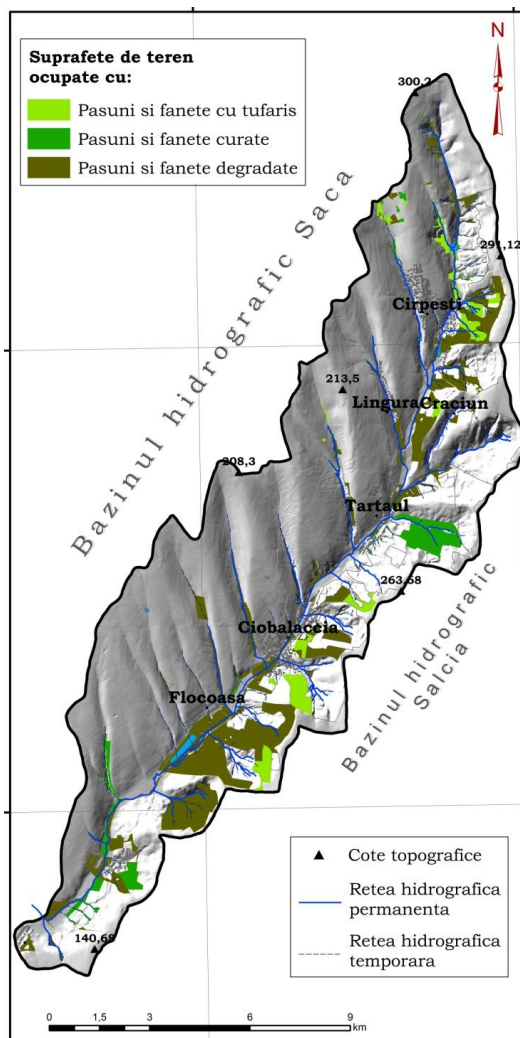 Suprafete de teren
ocupate cu:
Pasuni si fanete cu tufaris
Pasuni si fanete curate
Pasuni si fanete degradate
N
300,2
Bazinul hidrografic Saca
291,12
Cirpesti
213,5
LinguraCraciun
208,3
Tartaul
263,68
Ciobalaccia
Bazinul hidrografic
Salcia
Flocoasa
140,69
Cote topografice
Retea hidrografica
permanenta
Retea hidrografica
temporara
0 1,5 3 6 9
km